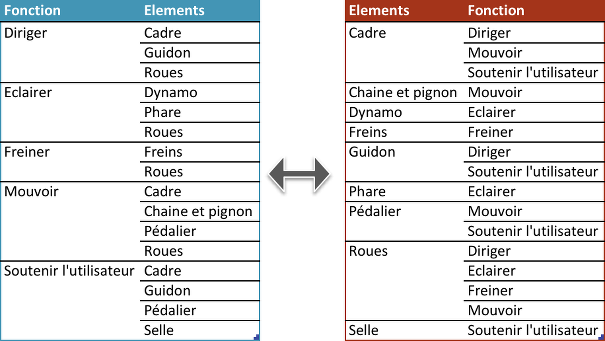 Fonction Elements
Diriger Cadre
Guidon
Roues
Eclairer Dynamo
Phare
Roues
Freiner Freins
Roues
Mouvoir Cadre
Chaine et pignon
Pédalier
Roues
Soutenir l'utilisateur Cadre
Guidon
Pédalier
Selle
Elements Fonction
Cadre Diriger
Mouvoir
Soutenir l'utilisateur
Chaine et pignon Mouvoir
Dynamo Eclairer
Freins Freiner
Guidon Diriger
Soutenir l'utilisateur
Phare Eclairer
Pédalier Mouvoir
Soutenir l'utilisateur
Roues Diriger
Eclairer
Freiner
Mouvoir
Selle Soutenir l'utilisateur